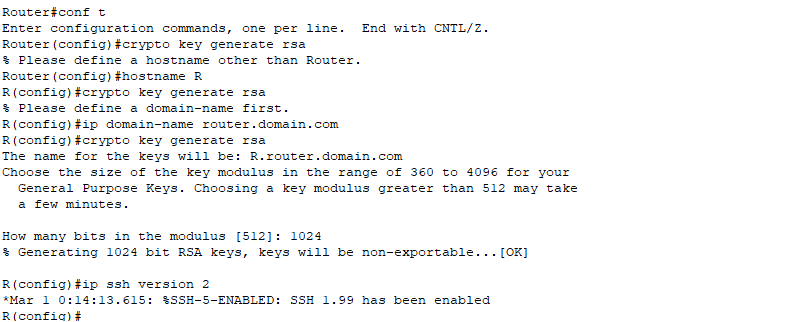 Router#conf t
Enter configuration commands, one per line.  End with CNTL/Z.
Router(config)#crypto key generate rsa
% Please define a hostname other than Router.
Router(config)#hostname R
R(config)#crypto key generate rsa
% Please define a domain-name first.
R(config)#ip domain-name router.domain.com
R(config)#crypto key generate rsa
The name for the keys will be: R.router.domain.com
Choose the size of the key modulus in the range of 360 to 4096 for your
  General Purpose Keys. Choosing a key modulus greater than 512 may take
  a few minutes.

How many bits in the modulus [512]: 1024
% Generating 1024 bit RSA keys, keys will be non-exportable...[OK]

R(config)#ip ssh version 2
*Mar 1 0:14:13.615: %SSH-5-ENABLED: SSH 1.99 has been enabled
R(config)#